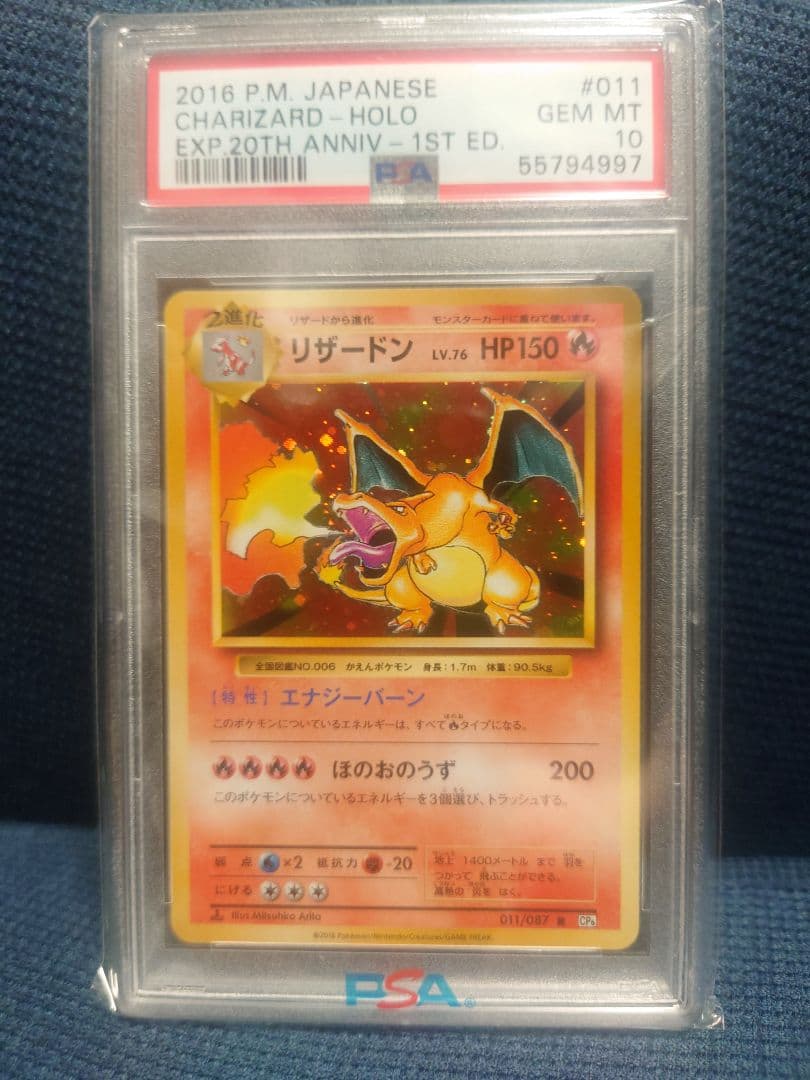 2016 P.M. JAPANESE #011
CHARIZARD - HOLO GEM MT
EXP.20TH ANNIV - 1ST ED. 10
PSA 55794997
2進化 リザードから進化 モンスターカードに重ねて使います。
リザードン LV.76 HP150
全国図鑑NO.006 かえんポケモン 身長:1.7m 体重:90.5kg
[特性] エナジーバーン
このポケモンについているエネルギーは、すべて タイプになる。
ほのおのうず 200
このポケモンについているエネルギーを3個選び、トラッシュする。
弱点 ×2 抵抗力 -20
にげる
地上 1400メートル まで 羽を
つかって 飛ぶことができる。
高熱の 炎を はく。
Illus. Mitsuhiro Arita 011/087 R CP6
©2016 Pokémon/Nintendo/Creatures/GAME FREAK.
PSA®